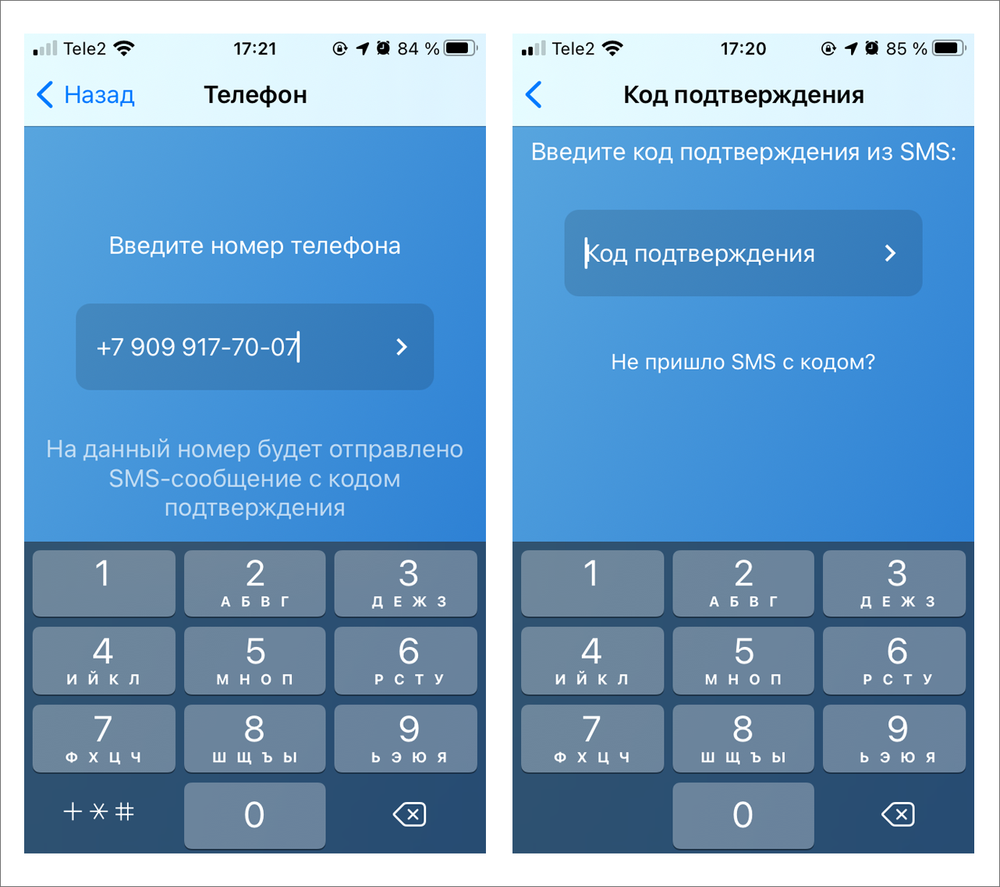 Tele2 17:21 84 %
Назад Телефон
Введите номер телефона
+7 909 917-70-07
На данный номер будет отправлено
SMS-сообщение с кодом
подтверждения
1 2 3
А Б В Г Д Е Ж З
4 5 6
И Й К Л М Н О П Р С Т У
7 8 9
Ф Х Ц Ч Ш Щ Ъ Ы Ь Э Ю Я
+ * # 0
Tele2 17:20 85 %
Код подтверждения
Введите код подтверждения из SMS:
Код подтверждения
Не пришло SMS с кодом?
1 2 3
А Б В Г Д Е Ж З
4 5 6
И Й К Л М Н О П Р С Т У
7 8 9
Ф Х Ц Ч Ш Щ Ъ Ы Ь Э Ю Я
0